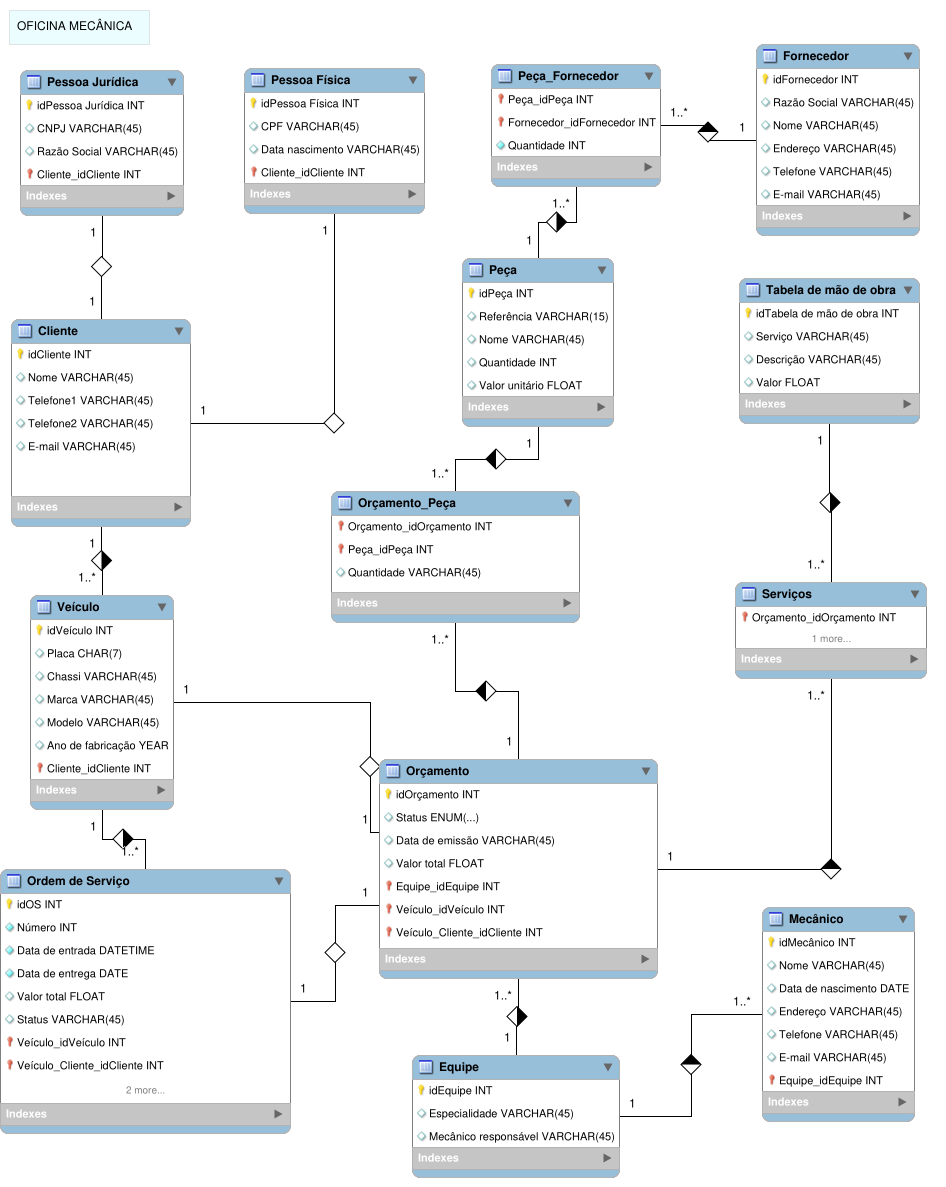 OFICINA MECÂNICA
Pessoa Jurídica
idPessoa Jurídica INT
CNPJ VARCHAR(45)
Razão Social VARCHAR(45)
Cliente_idCliente INT
Indexes
1
1
Pessoa Física
idPessoa Física INT
CPF VARCHAR(45)
Data nascimento VARCHAR(45)
Cliente_idCliente INT
Indexes
1
1
Peça_Fornecedor
Peça_idPeça INT
Fornecedor_idFornecedor INT
Quantidade INT
Indexes
1..*
1
1..*
1
Fornecedor
idFornecedor INT
Razão Social VARCHAR(45)
Nome VARCHAR(45)
Endereço VARCHAR(45)
Telefone VARCHAR(45)
E-mail VARCHAR(45)
Indexes
Cliente
idCliente INT
Nome VARCHAR(45)
Telefone1 VARCHAR(45)
Telefone2 VARCHAR(45)
E-mail VARCHAR(45)
Indexes
1
1..*
Peça
idPeça INT
Referência VARCHAR(15)
Nome VARCHAR(45)
Quantidade INT
Valor unitário FLOAT
Indexes
1
1..*
Tabela de mão de obra
idTabela de mão de obra INT
Serviço VARCHAR(45)
Descrição VARCHAR(45)
Valor FLOAT
Indexes
1
1..*
Orçamento_Peça
Orçamento_idOrçamento INT
Peça_idPeça INT
Quantidade VARCHAR(45)
Indexes
1..*
1
Serviços
Orçamento_idOrçamento INT
1 more...
Indexes
1..*
1
Veículo
idVeículo INT
Placa CHAR(7)
Chassi VARCHAR(45)
Marca VARCHAR(45)
Modelo VARCHAR(45)
Ano de fabricação YEAR
Cliente_idCliente INT
Indexes
1
1
1
1..*
Orçamento
idOrçamento INT
Status ENUM(...)
Data de emissão VARCHAR(45)
Valor total FLOAT
Equipe_idEquipe INT
Veículo_idVeículo INT
Veículo_Cliente_idCliente INT
Indexes
1
1
1..*
1
Ordem de Serviço
idOS INT
Número INT
Data de entrada DATETIME
Data de entrega DATE
Valor total FLOAT
Status VARCHAR(45)
Veículo_idVeículo INT
Veículo_Cliente_idCliente INT
2 more...
Indexes
Mecânico
idMecânico INT
Nome VARCHAR(45)
Data de nascimento DATE
Endereço VARCHAR(45)
Telefone VARCHAR(45)
E-mail VARCHAR(45)
Equipe_idEquipe INT
Indexes
1..*
1
Equipe
idEquipe INT
Especialidade VARCHAR(45)
Mecânico responsável VARCHAR(45)
Indexes